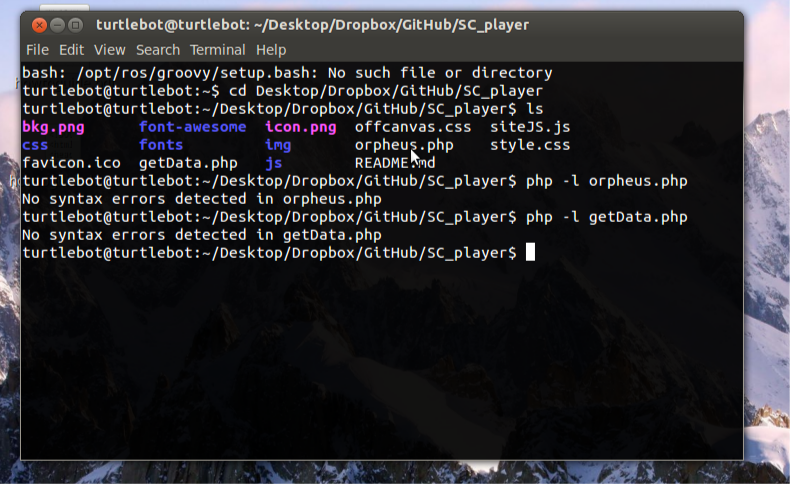 turtlebot@turtlebot: ~/Desktop/Dropbox/GitHub/SC_player
File Edit View Search Terminal Help
bash: /opt/ros/groovy/setup.bash: No such file or directory
turtlebot@turtlebot:~$ cd Desktop/Dropbox/GitHub/SC_player
turtlebot@turtlebot:~/Desktop/Dropbox/GitHub/SC_player$ ls
bkg.png font-awesome icon.png offcanvas.css siteJS.js
css fonts img orpheus.php style.css
favicon.ico getData.php js README.md
turtlebot@turtlebot:~/Desktop/Dropbox/GitHub/SC_player$ php -l orpheus.php
No syntax errors detected in orpheus.php
turtlebot@turtlebot:~/Desktop/Dropbox/GitHub/SC_player$ php -l getData.php
No syntax errors detected in getData.php
turtlebot@turtlebot:~/Desktop/Dropbox/GitHub/SC_player$